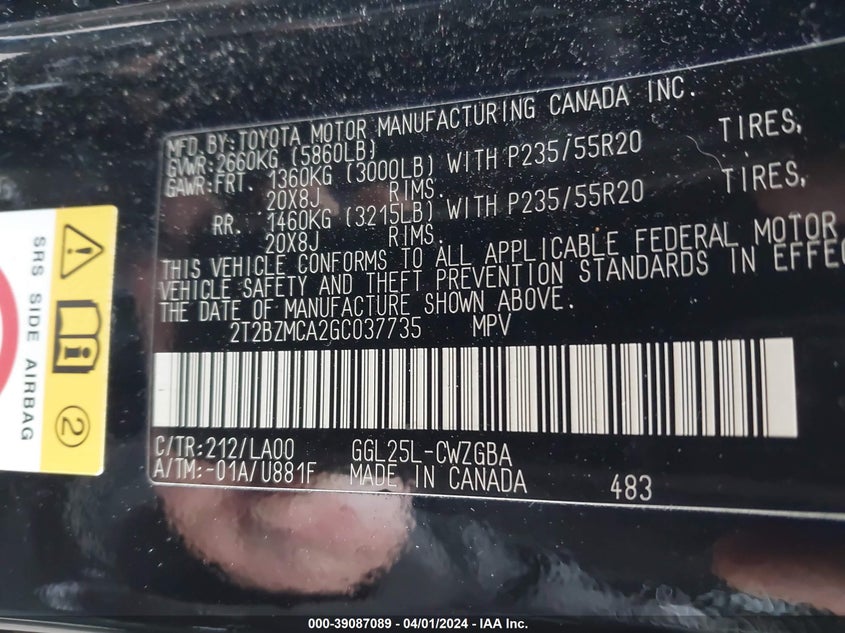 MFD. BY: TOYOTA MOTOR MANUFACTURING CANADA INC.
GVWR: 2660KG (5860LB)
GAWR: FRT. 1360KG (3000LB) WITH P235/55R20 TIRES,
20X8J RIMS.
RR. 1460KG (3215LB) WITH P235/55R20 TIRES,
20X8J RIMS.
THIS VEHICLE CONFORMS TO ALL APPLICABLE FEDERAL MOTOR
VEHICLE SAFETY AND THEFT PREVENTION STANDARDS IN EFFEC
THE DATE OF MANUFACTURE SHOWN ABOVE.
2T2BZMCA2GC037735 MPV
C/TR: 212/LA00 GGL25L-CWZGBA
A/TM: -01A/U881F MADE IN CANADA 483
SRS SIDE AIRBAG
2
000-39087089 - 04/01/2024 - IAA Inc.